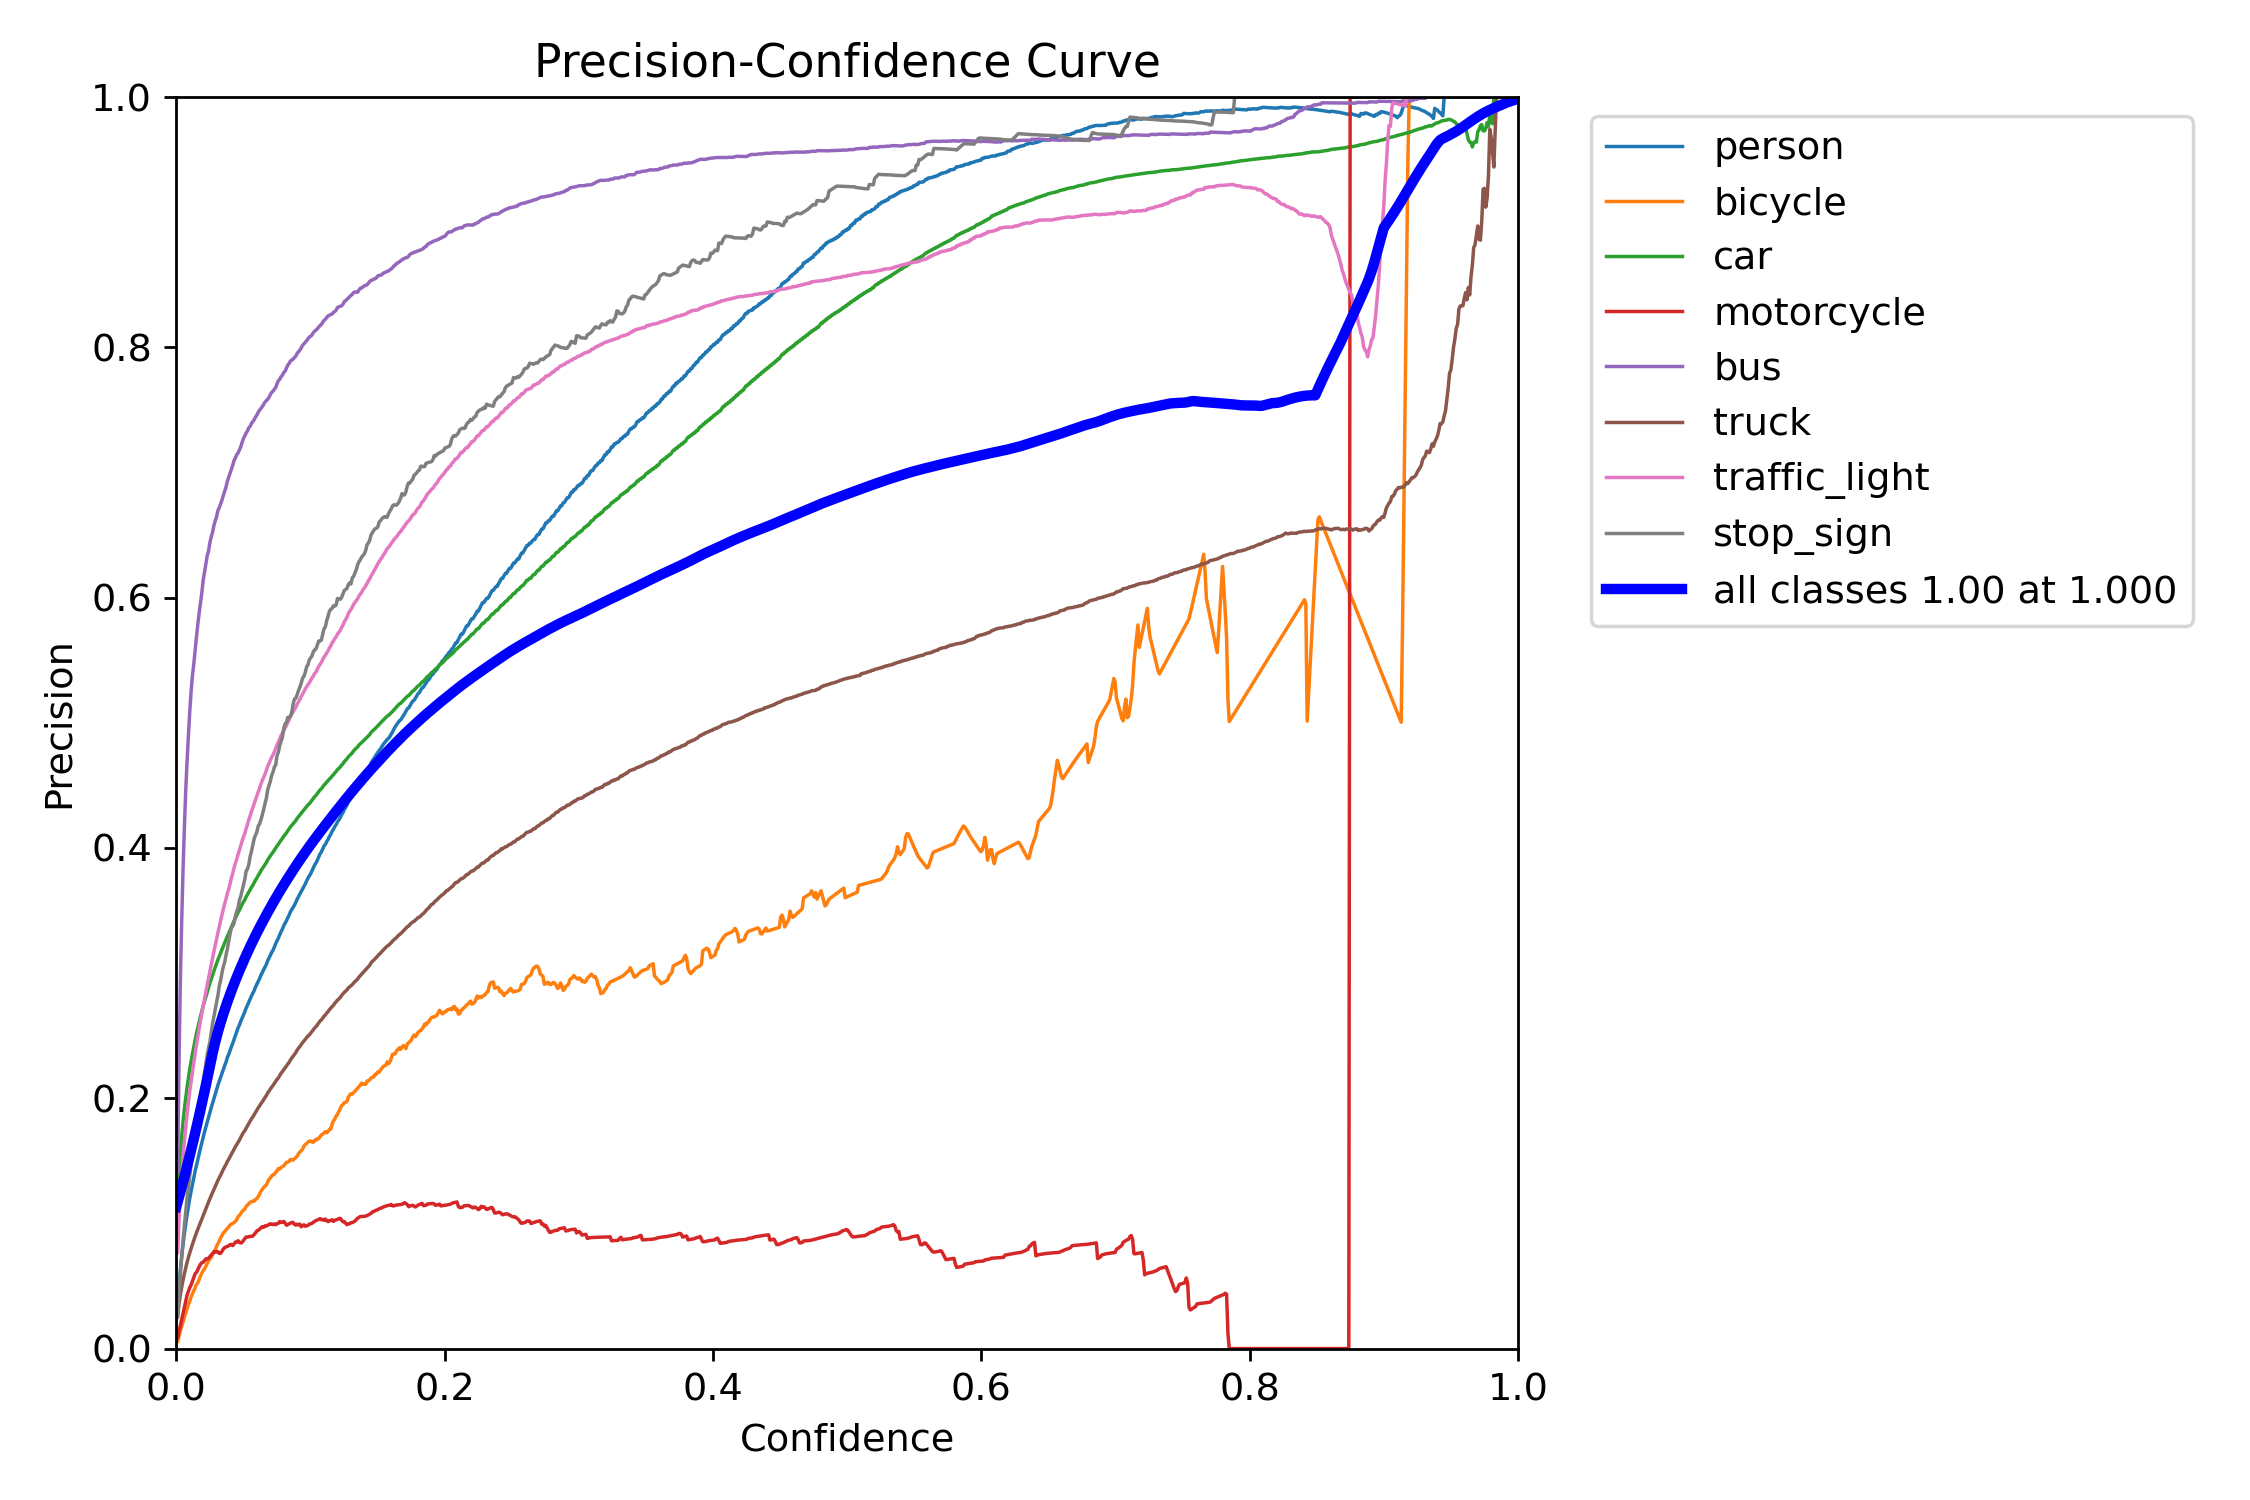 Precision-Confidence Curve
1.0
0.8
0.6
0.4
0.2
0.0
Precision
0.0 0.2 0.4 0.6 0.8 1.0
Confidence
person
bicycle
car
motorcycle
bus
truck
traffic_light
stop_sign
all classes 1.00 at 1.000